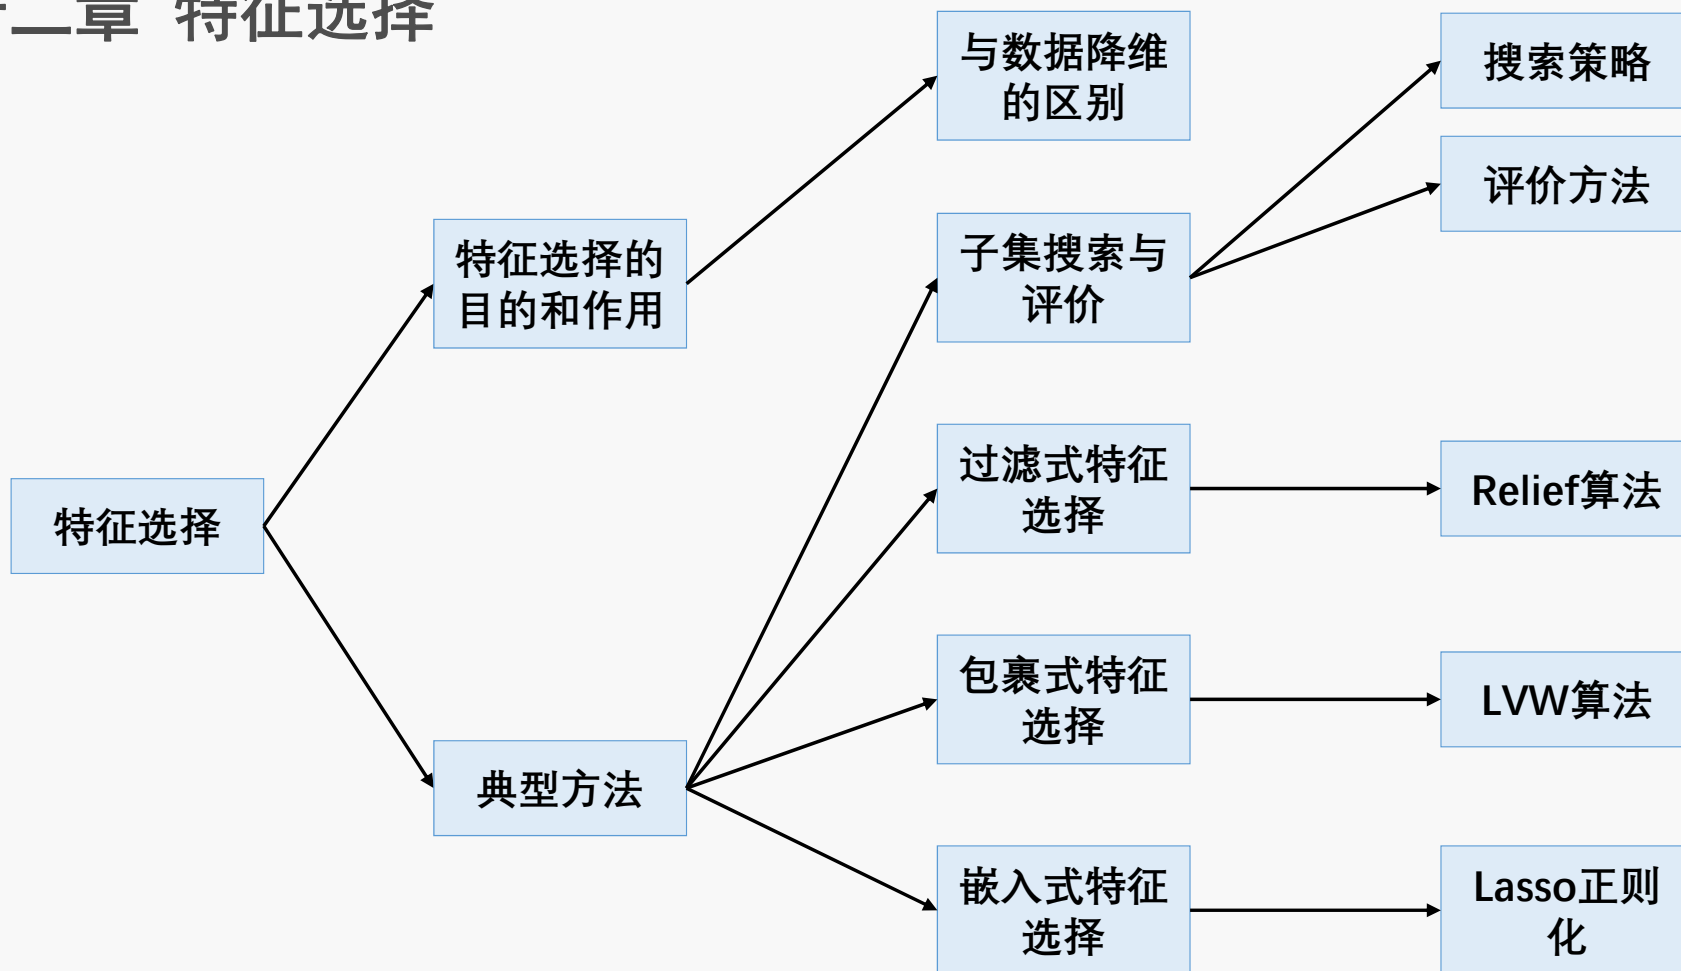 二章 特征选择
与数据降维
的区别
搜索策略
评价方法
特征选择的
目的和作用
子集搜索与
评价
过滤式特征
选择
Relief算法
特征选择
包裹式特征
选择
LVW算法
典型方法
嵌入式特征
选择
Lasso正则
化